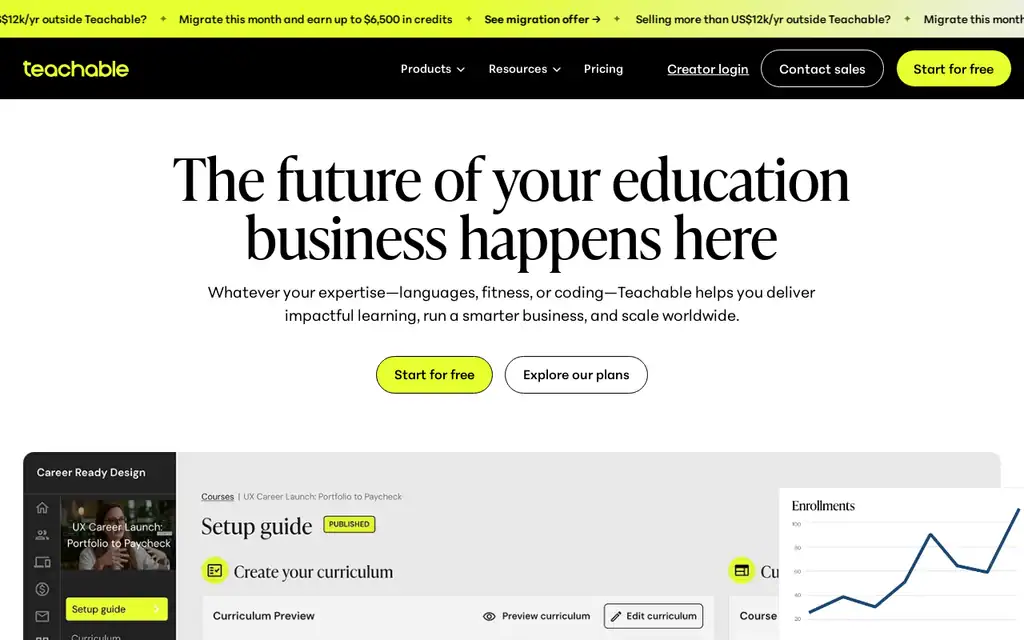 S$12k/yr outside Teachable? ✦ Migrate this month and earn up to $6,500 in credits ✦ See migration offer → ✦ Selling more than US$12k/yr outside Teachable? ✦ Migrate this month
teachable Products Resources Pricing Creator login Contact sales Start for free
The future of your education
business happens here
Whatever your expertise—languages, fitness, or coding—Teachable helps you deliver
impactful learning, run a smarter business, and scale worldwide.
Start for free Explore our plans
Career Ready Design
Courses | UX Career Launch: Portfolio to Paycheck
UX Career Launch:
Portfolio to Paycheck
Setup guide PUBLISHED
Create your curriculum
Cu
Setup guide
Curriculum
Curriculum Preview Preview curriculum Edit curriculum
Course
Enrollments
100
80
60
40
20